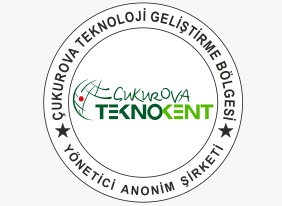 ÇUKUROVA TEKNOLOJİ GELİŞTİRME BÖLGESİ
ÇUKUROVA
TEKNOKENT
YÖNETİCİ ANONİM ŞİRKETİ